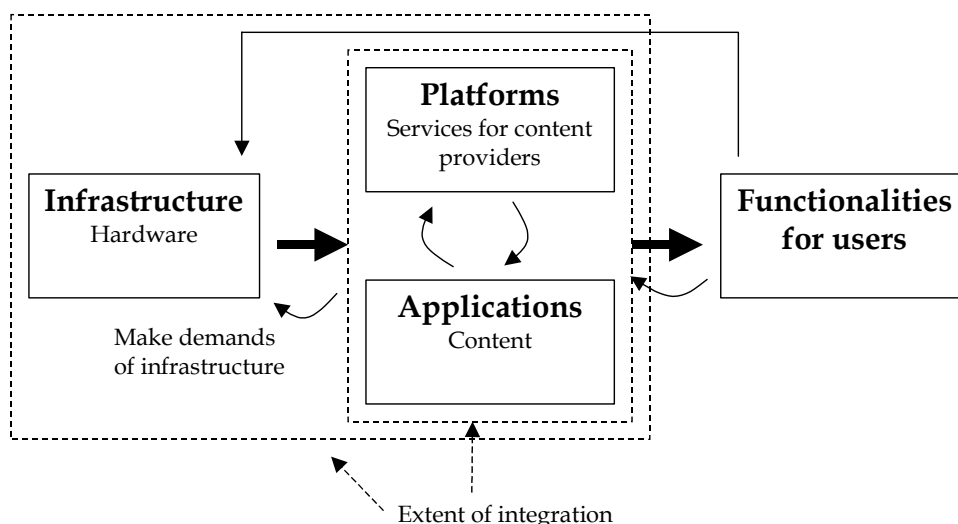 Platforms
Services for content
providers
Infrastructure
Hardware
Functionalities
for users
Applications
Content
Make demands
of infrastructure
Extent of integration